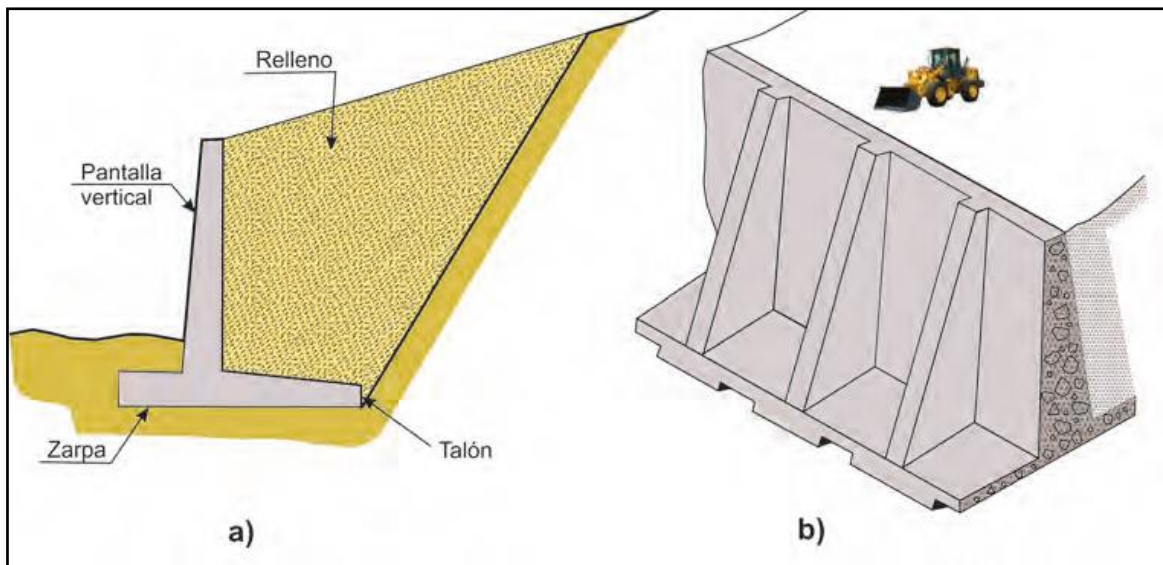 Relleno
Pantalla
vertical
Zarpa
Talón
a)
b)